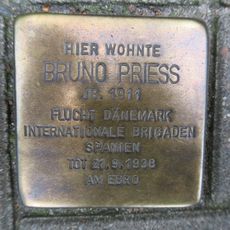 HIER WOHNTE
BRUNO PRIESS
JG. 1911
FLUCHT DÄNEMARK
INTERNATIONALE BRIGADEN
SPANIEN
TOT 21.9.1938
AM EBRO